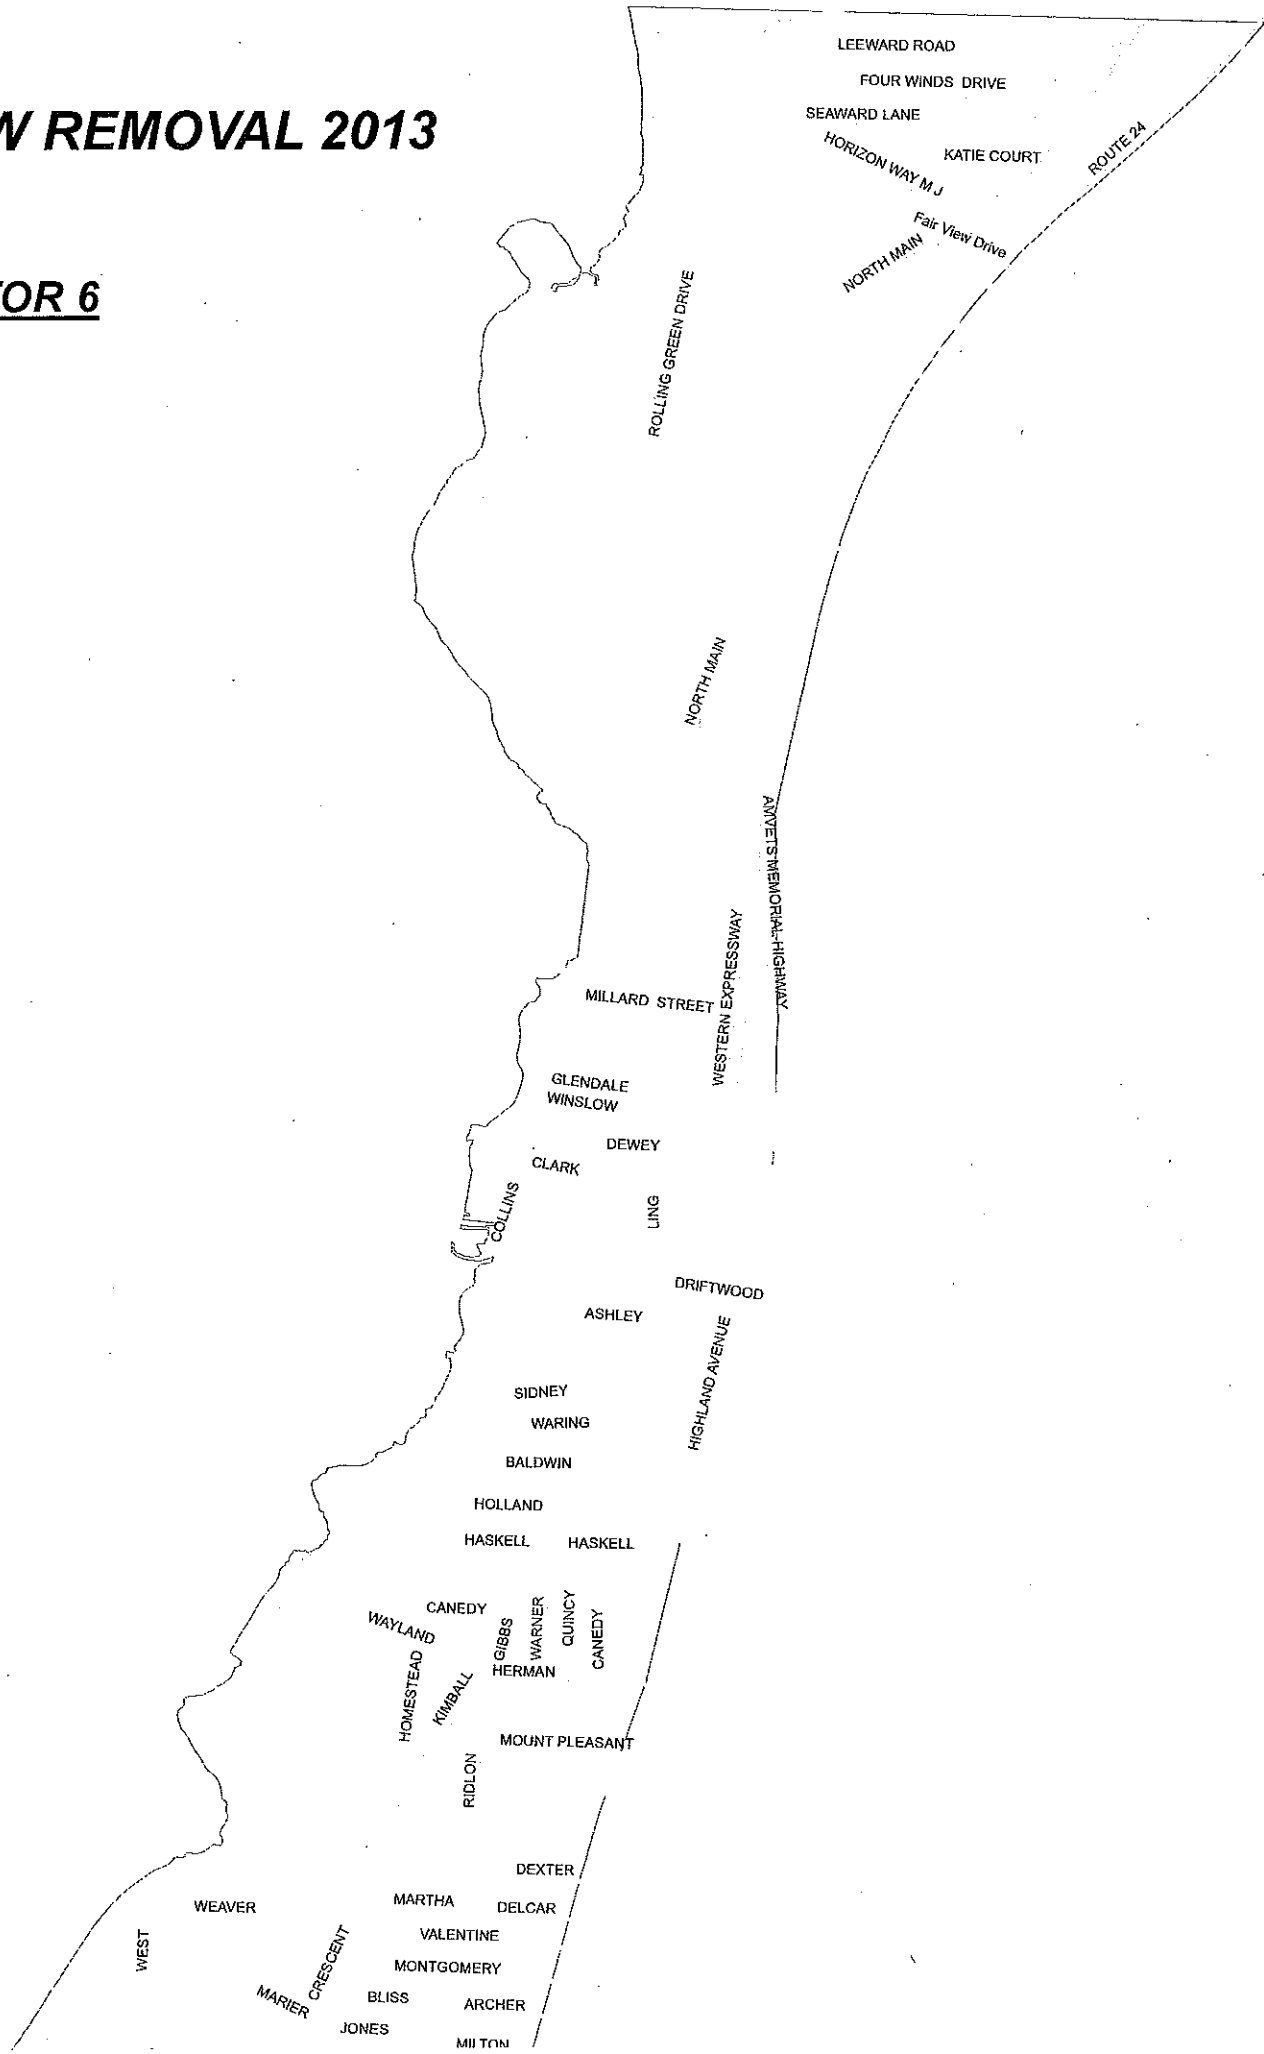 W REMOVAL 2013
TOR 6
LEEWARD ROAD
FOUR WINDS DRIVE
SEAWARD LANE
HORIZON WAY M J
KATIE COURT
ROUTE 24
Fair View Drive
NORTH MAIN
ROLLING GREEN DRIVE
NORTH MAIN
AMVETS MEMORIAL HIGHWAY
WESTERN EXPRESSWAY
MILLARD STREET
GLENDALE
WINSLOW
DEWEY
CLARK
COLLINS
LING
DRIFTWOOD
ASHLEY
HIGHLAND AVENUE
SIDNEY
WARING
BALDWIN
HOLLAND
HASKELL
HASKELL
CANEDY
WAYLAND
GIBBS
WARNER
QUINCY
CANEDY
HERMAN
HOMESTEAD
KIMBALL
MOUNT PLEASANT
RIDLON
DEXTER
MARTHA
DELCAR
WEAVER
VALENTINE
WEST
CRESCENT
MONTGOMERY
MARIER
BLISS
ARCHER
JONES
MILTON